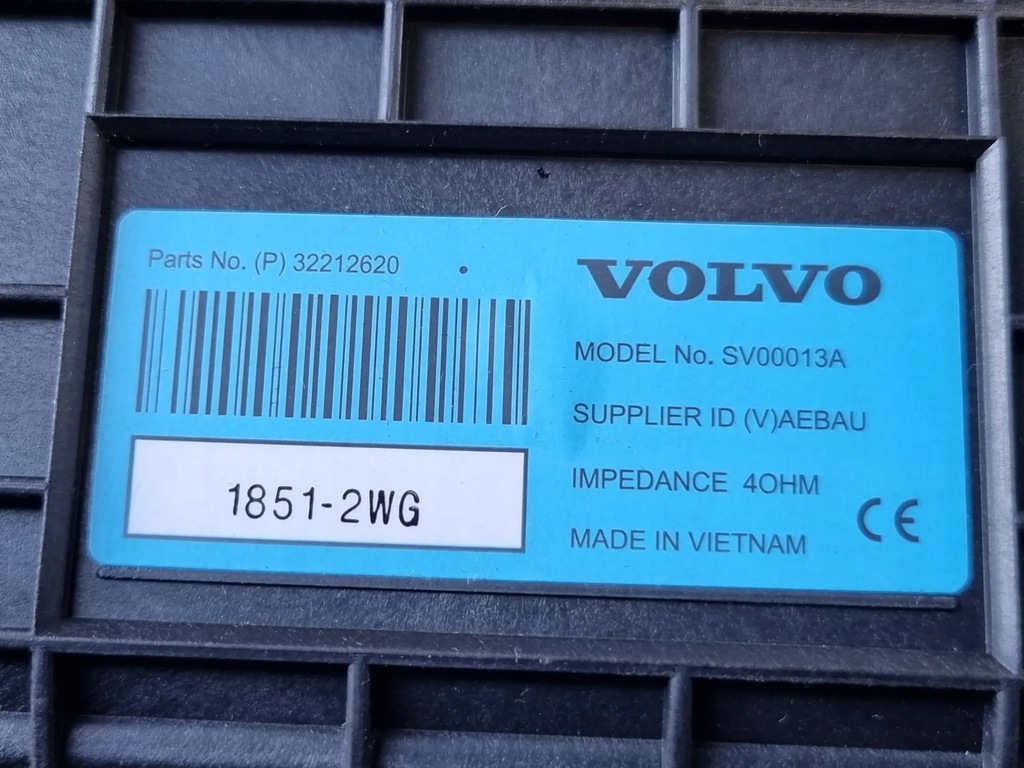 Parts No. (P) 32212620
1851-2WG
VOLVO
MODEL No. SV00013A
SUPPLIER ID (V)AEBAU
IMPEDANCE 4OHM
MADE IN VIETNAM
CE